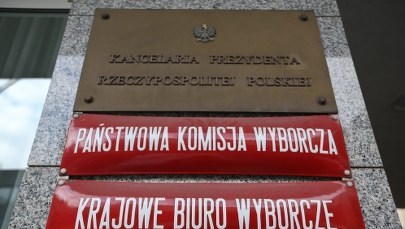 KANCELARIA PREZYDENTA
RZECZYPOSPOLITEJ POLSKIEJ
PAŃSTWOWA KOMISJA WYBORCZA
KRAJOWE BIURO WYBORCZE